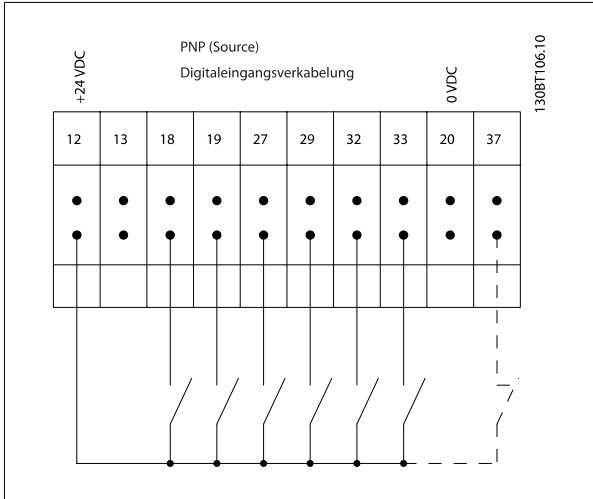 PNP (Source)
Digitaleingangsverkabelung
+24 VDC
0 VDC
130BT106.10
12 13 18 19 27 29 32 33 20 37